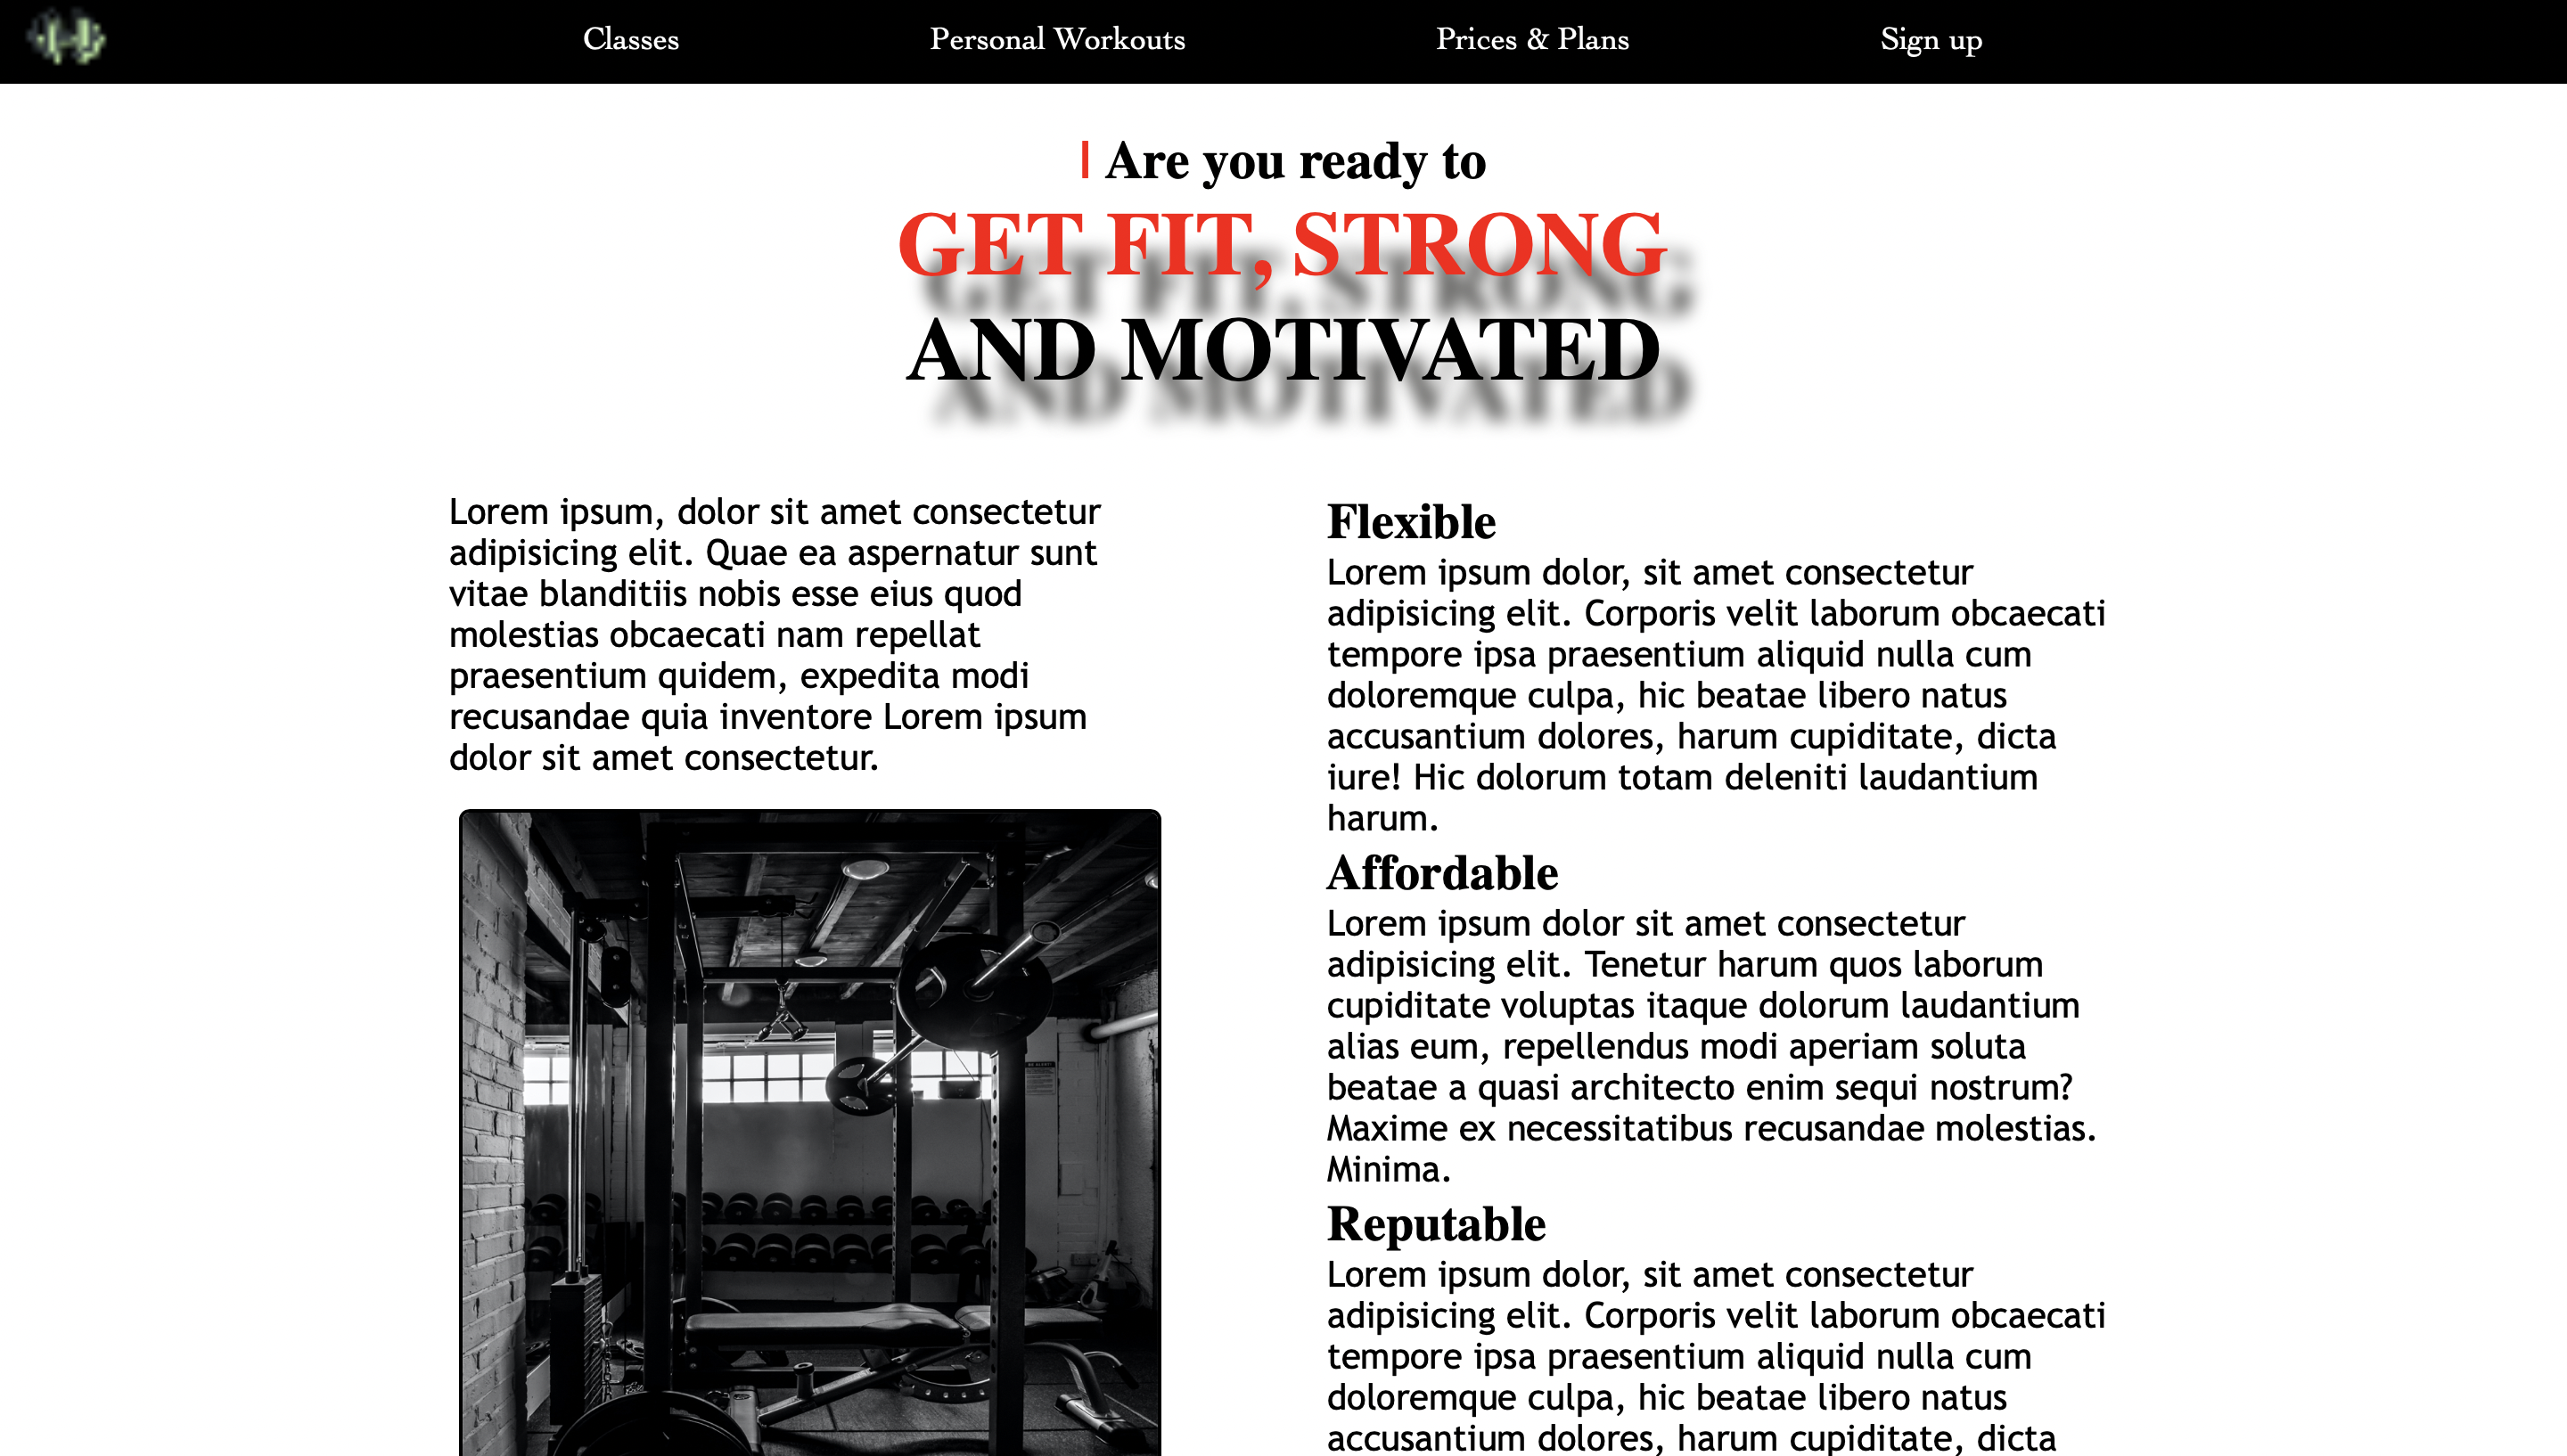 Classes
Personal Workouts
Prices & Plans
Sign up
Are you ready to
GET FIT, STRONG
AND MOTIVATED
Lorem ipsum, dolor sit amet consectetur
adipisicing elit. Quae ea aspernatur sunt
vitae blanditiis nobis esse eius quod
molestias obcaecati nam repellat
praesentium quidem, expedita modi
recusandae quia inventore Lorem ipsum
dolor sit amet consectetur.
Flexible
Lorem ipsum dolor, sit amet consectetur
adipisicing elit. Corporis velit laborum obcaecati
tempore ipsa praesentium aliquid nulla cum
doloremque culpa, hic beatae libero natus
accusantium dolores, harum cupiditate, dicta
iure! Hic dolorum totam deleniti laudantium
harum.
Affordable
Lorem ipsum dolor sit amet consectetur
adipisicing elit. Tenetur harum quos laborum
cupiditate voluptas itaque dolorum laudantium
alias eum, repellendus modi aperiam soluta
beatae a quasi architecto enim sequi nostrum?
Maxime ex necessitatibus recusandae molestias.
Minima.
Reputable
Lorem ipsum dolor, sit amet consectetur
adipisicing elit. Corporis velit laborum obcaecati
tempore ipsa praesentium aliquid nulla cum
doloremque culpa, hic beatae libero natus
accusantium dolores, harum cupiditate, dicta